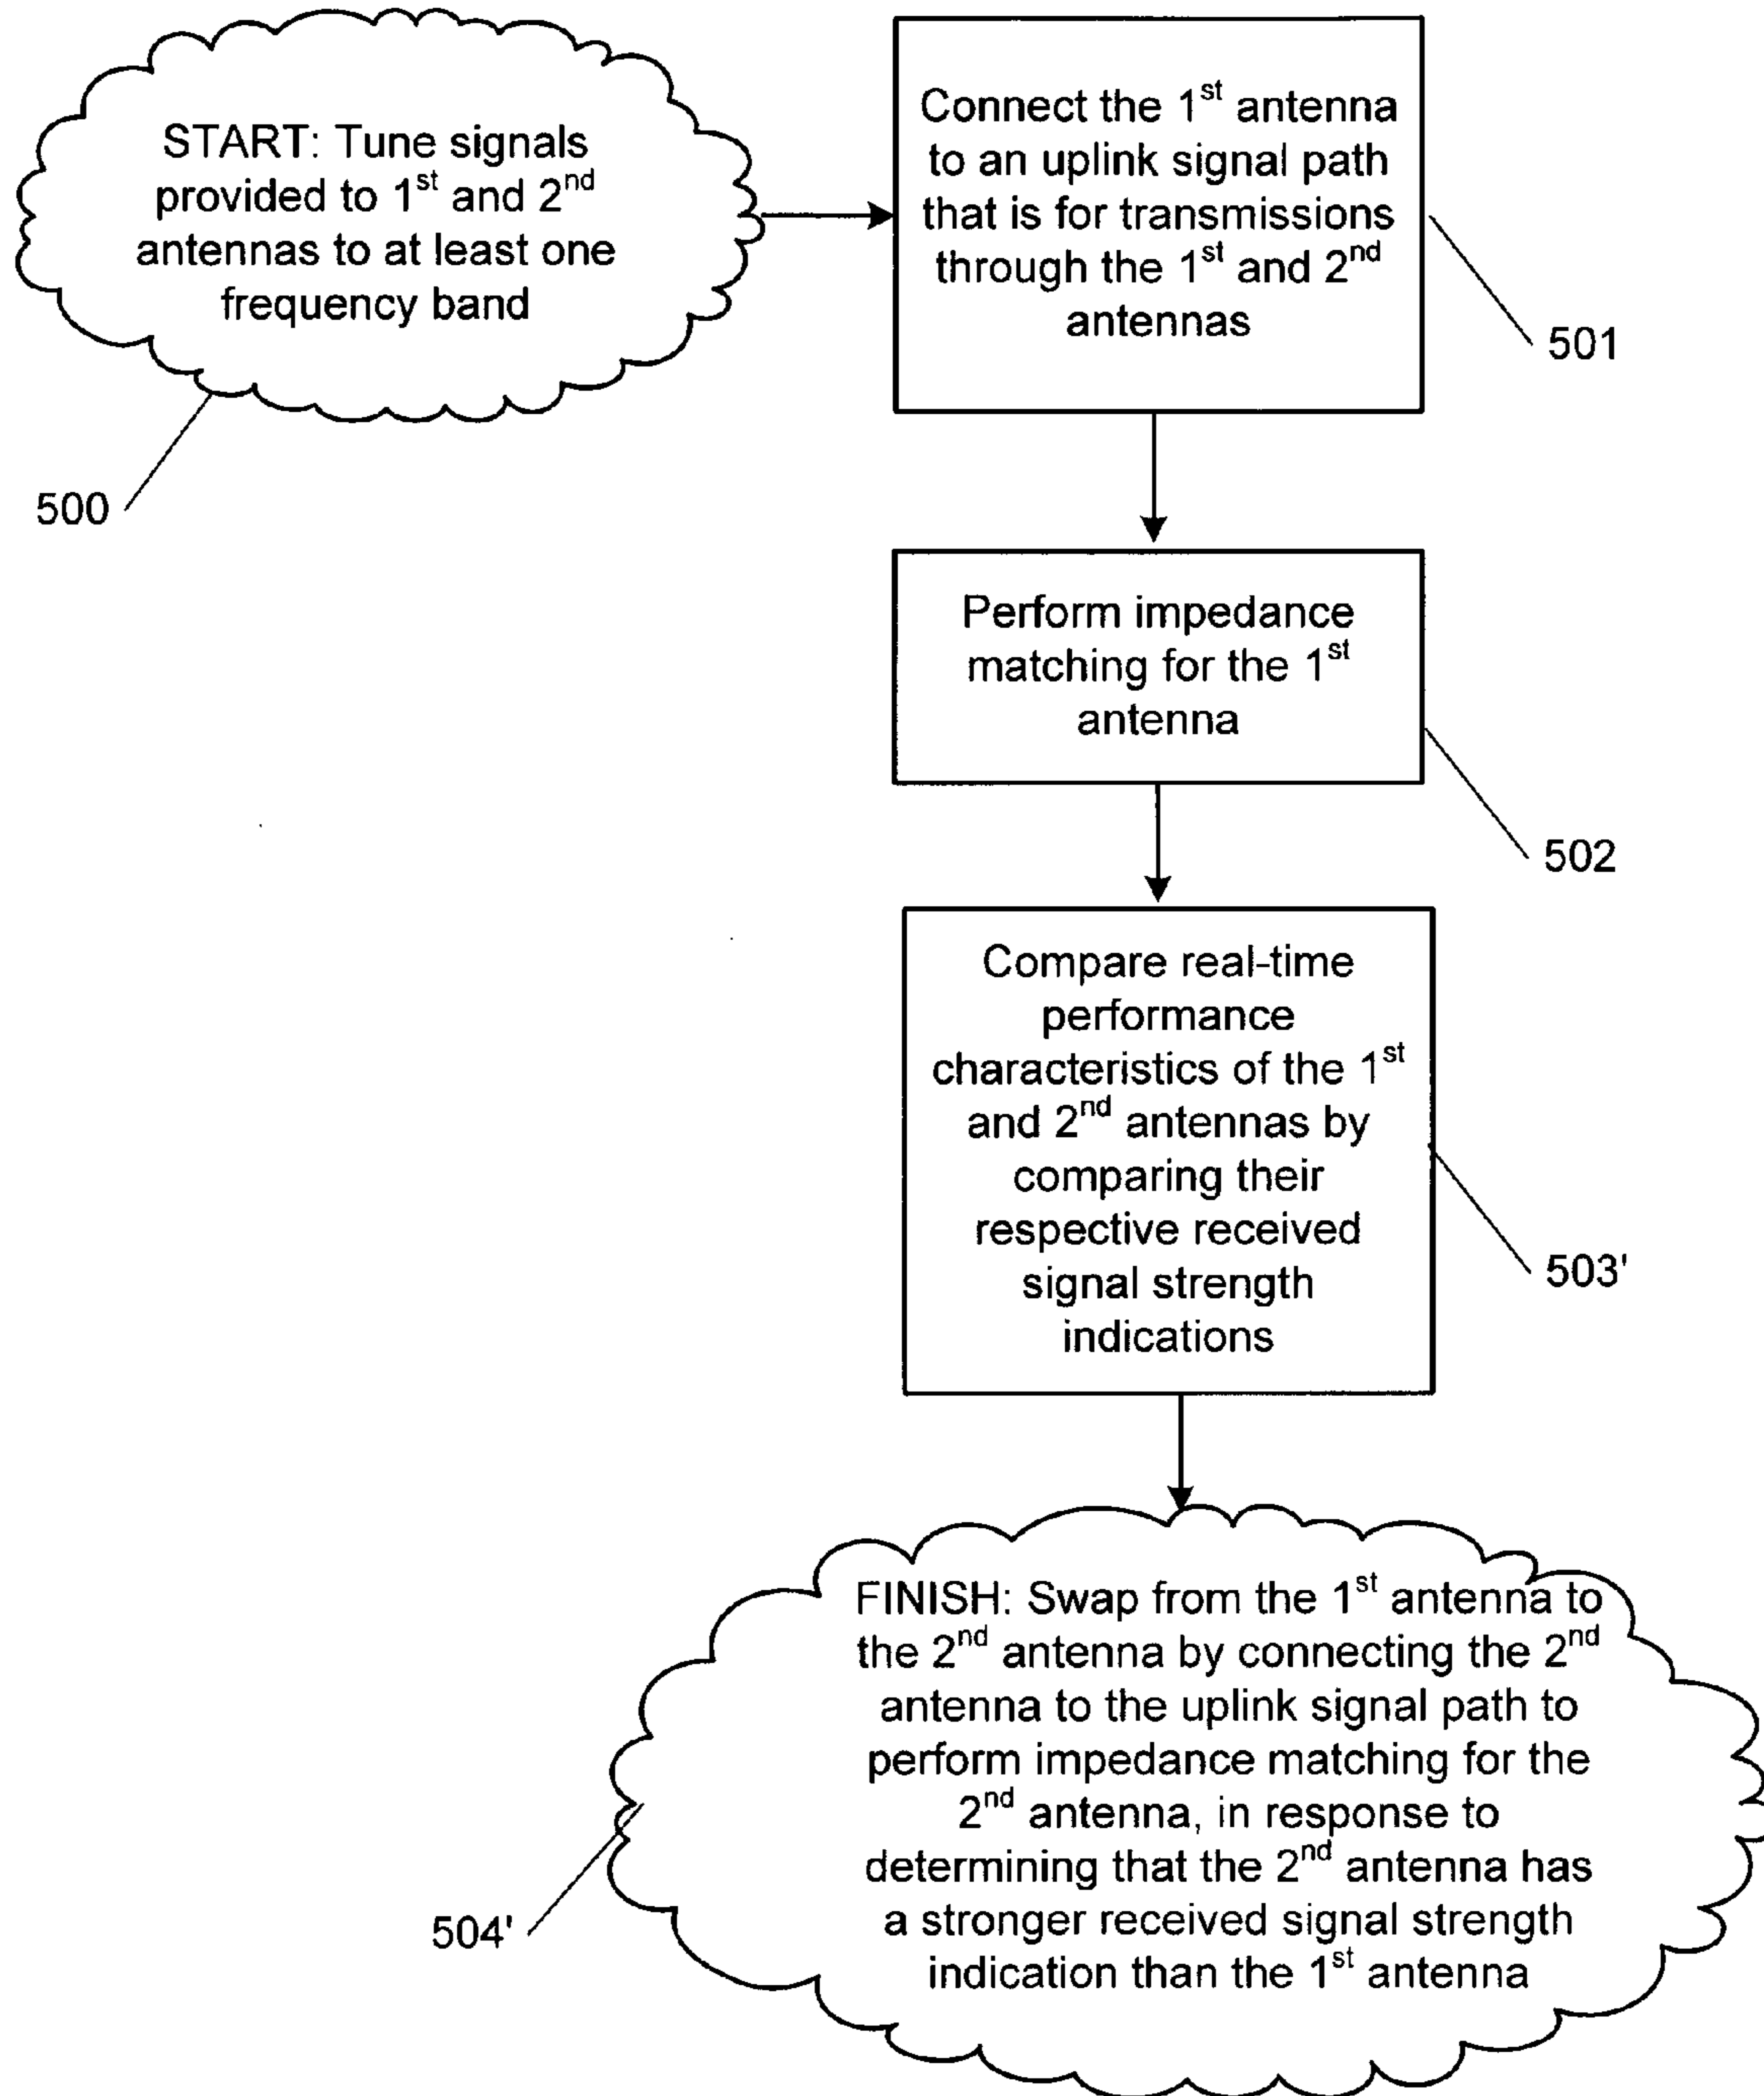 START: Tune signals
provided to 1st and 2nd
antennas to at least one
frequency band
500
Connect the 1st antenna
to an uplink signal path
that is for transmissions
through the 1st and 2nd
antennas
501
Perform impedance
matching for the 1st
antenna
502
Compare real-time
performance
characteristics of the 1st
and 2nd antennas by
comparing their
respective received
signal strength
indications
503'
FINISH: Swap from the 1st antenna to
the 2nd antenna by connecting the 2nd
antenna to the uplink signal path to
perform impedance matching for the
2nd antenna, in response to
determining that the 2nd antenna has
a stronger received signal strength
indication than the 1st antenna
504'